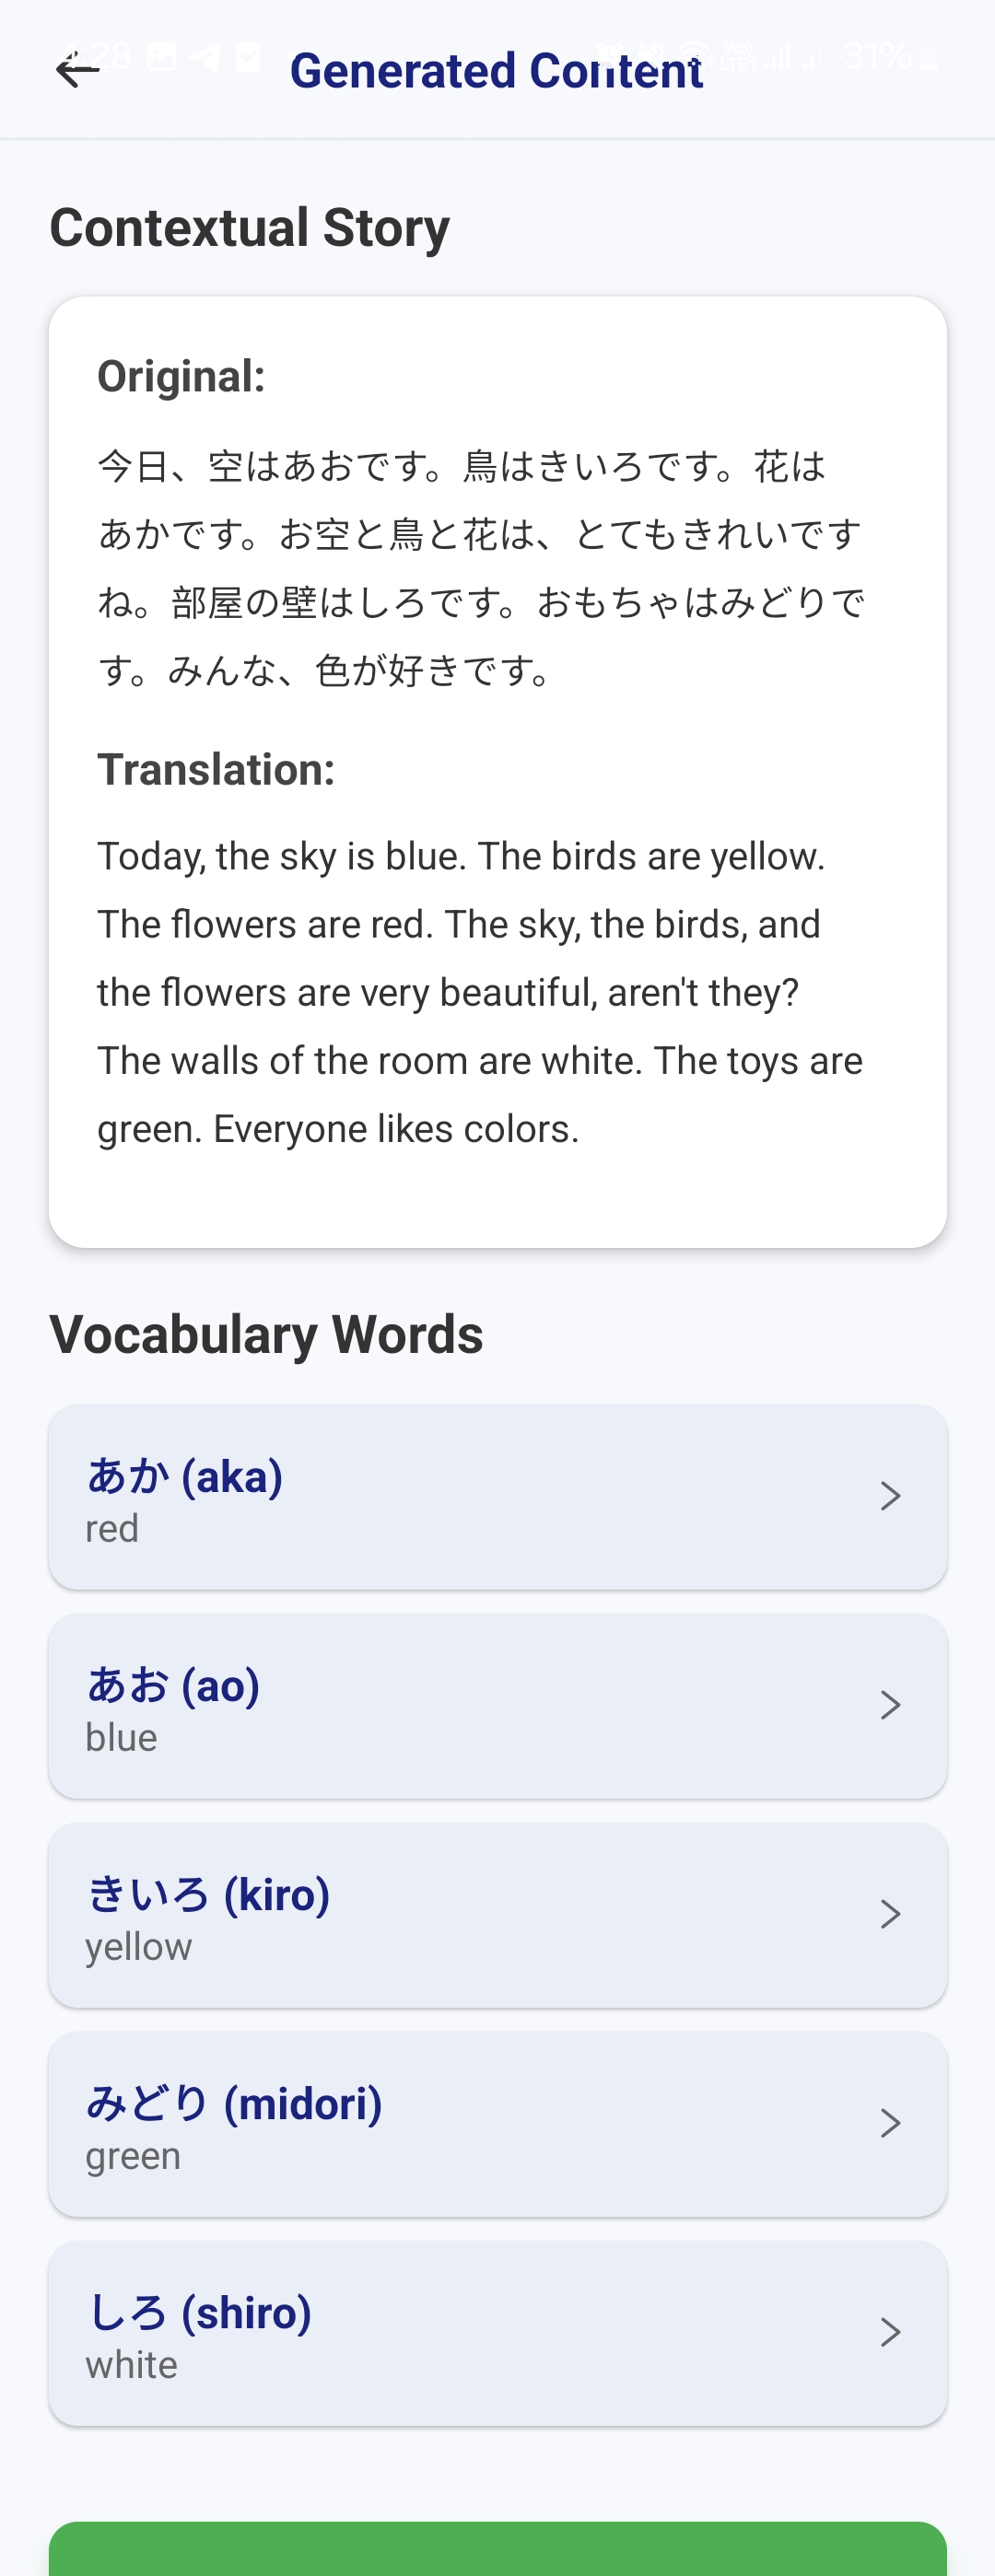 4:28 31%
Generated Content
Contextual Story
Original:
今日、空はあおです。鳥はきいろです。花は
あかです。お空と鳥と花は、とてもきれいです
ね。部屋の壁はしろです。おもちゃはみどりで
す。みんな、色が好きです。
Translation:
Today, the sky is blue. The birds are yellow.
The flowers are red. The sky, the birds, and
the flowers are very beautiful, aren't they?
The walls of the room are white. The toys are
green. Everyone likes colors.
Vocabulary Words
あか (aka)
red
あお (ao)
blue
きいろ (kiro)
yellow
みどり (midori)
green
しろ (shiro)
white